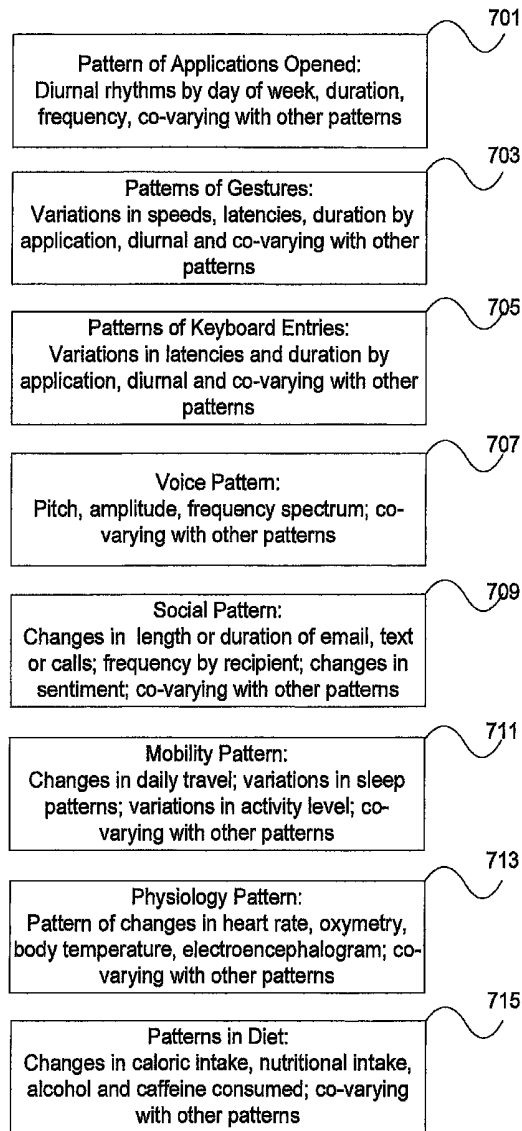 701
Pattern of Applications Opened:
Diurnal rhythms by day of week, duration,
frequency, co-varying with other patterns
703
Patterns of Gestures:
Variations in speeds, latencies, duration by
application, diurnal and co-varying with other
patterns
705
Patterns of Keyboard Entries:
Variations in latencies and duration by
application, diurnal and co-varying with other
patterns
707
Voice Pattern:
Pitch, amplitude, frequency spectrum; co-
varying with other patterns
709
Social Pattern:
Changes in length or duration of email, text
or calls; frequency by recipient; changes in
sentiment; co-varying with other patterns
711
Mobility Pattern:
Changes in daily travel; variations in sleep
patterns; variations in activity level; co-
varying with other patterns
713
Physiology Pattern:
Pattern of changes in heart rate, oxymetry,
body temperature, electroencephalogram; co-
varying with other patterns
715
Patterns in Diet:
Changes in caloric intake, nutritional intake,
alcohol and caffeine consumed; co-varying
with other patterns